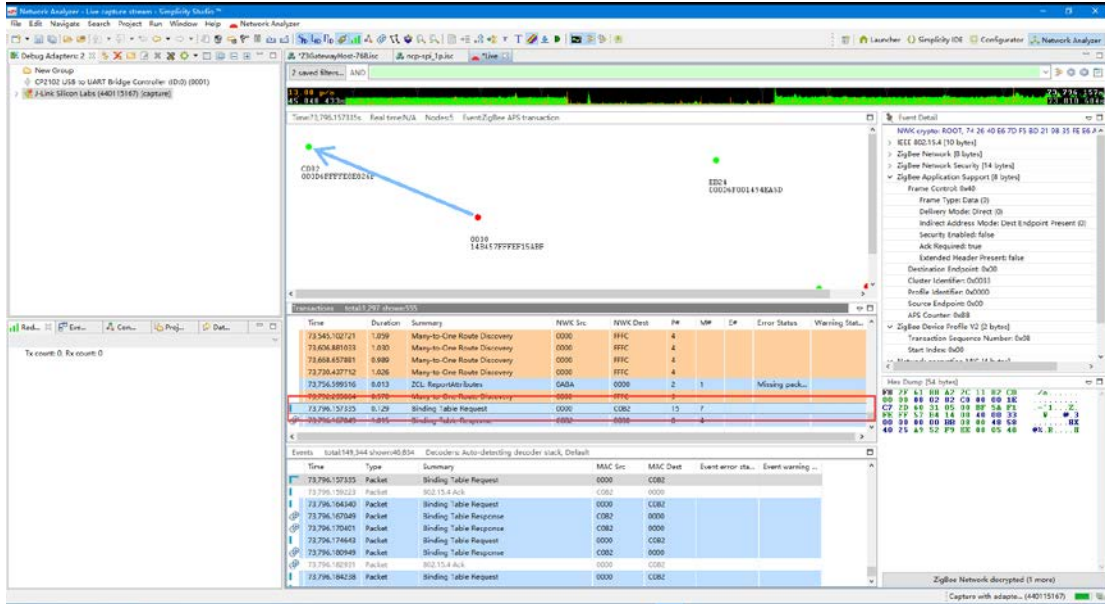 Network Analyzer - Live capture stream - Simplicity Studio ™
File Edit Navigate Search Project Run Window Help Network Analyzer
Launcher Simplicity IDE Configurator Network Analyzer
Debug Adapters: 2
New Group
CP2102 USB to UART Bridge Controller (ID:0) (0001)
J-Link Silicon Labs (440115167) [capture]
*Z3GatewayHost-768.isc ncp-spi_1p.isc *Live
2 saved filters... AND
Time:73,796.157335s Real time:N/A Nodes:5 Event:ZigBee APS transaction
C0B2
EB24
0000
Transactions total:1,297 shown:555
Time Duration Summary NWK Src NWK Dest P# M# E# Error Status Warning Stat...
73,545.102721 1.059 Many-to-One Route Discovery 0000 FFFC 4
73,606.881033 1.030 Many-to-One Route Discovery 0000 FFFC 4
73,668.657881 0.989 Many-to-One Route Discovery 0000 FFFC 4
73,730.437712 1.026 Many-to-One Route Discovery 0000 FFFC 4
73,756.599516 0.013 ZCL: ReportAttributes 0ABA 0000 2 1 Missing pack...
73,796.157335 0.129 Binding Table Request 0000 C0B2 15 7
Events total:149,344 shown:40,834 Decoders: Auto-detecting decoder stack, Default
Time Type Summary MAC Src MAC Dest Event error sta... Event warning ...
73,796.157335 Packet Binding Table Request 0000 C0B2
73,796.159223 Packet 802.15.4 Ack C0B2 0000
73,796.164340 Packet Binding Table Request 0000 C0B2
73,796.167049 Packet Binding Table Response C0B2 0000
73,796.170401 Packet Binding Table Response C0B2 0000
73,796.174643 Packet Binding Table Request 0000 C0B2
73,796.180949 Packet Binding Table Response C0B2 0000
73,796.182931 Packet 802.15.4 Ack 0000 C0B2
73,796.184238 Packet Binding Table Request 0000 C0B2
Tx count: 0, Rx count: 0
Event Detail
IEEE 802.15.4 [10 bytes]
ZigBee Network [8 bytes]
ZigBee Network Security [14 bytes]
ZigBee Application Support [8 bytes]
Frame Control: 0x40
Frame Type: Data (0)
Delivery Mode: Direct (0)
Indirect Address Mode: Dest Endpoint Present (0)
Security Enabled: false
Ack Required: true
Extended Header Present: false
Destination Endpoint: 0x00
Cluster Identifier: 0x0033
Profile Identifier: 0x0000
Source Endpoint: 0x00
APS Counter: 0xBB
ZigBee Device Profile V2 [2 bytes]
Transaction Sequence Number: 0x08
Start Index: 0x00
Hex Dump [54 bytes]
ZigBee Network decrypted (1 more)
Capture with adapte... (440115167)